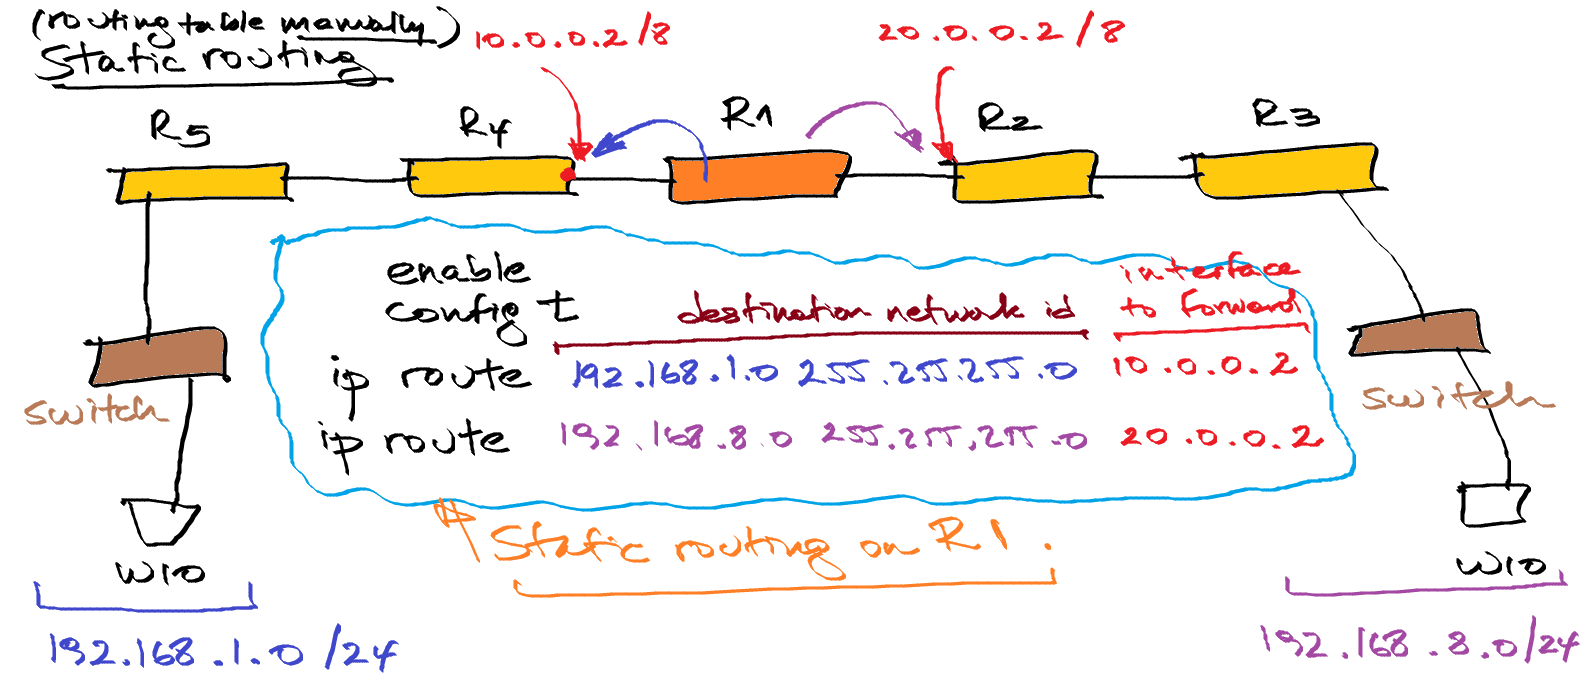 (routing table manually)
Static routing
10.0.0.2/8
20.0.0.2/8
R5
R4
R1
R2
R3
enable
config t
destination network id
interface
to forward
ip route 192.168.1.0 255.255.255.0 10.0.0.2
ip route 192.168.8.0 255.255.255.0 20.0.0.2
switch
switch
Static routing on R1.
W10
W10
192.168.1.0/24
192.168.8.0/24